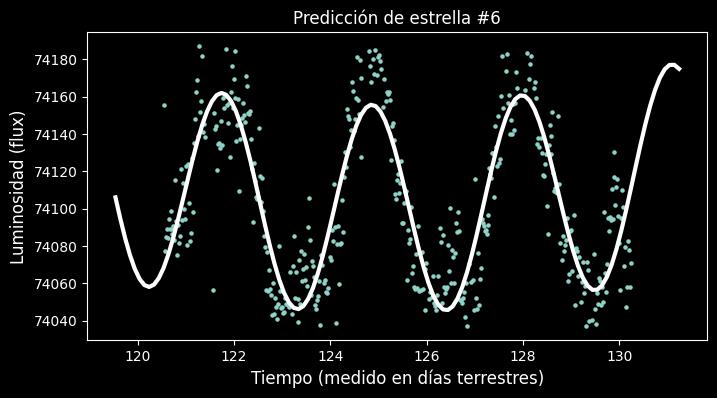 Predicción de estrella #6
Luminosidad (flux)
74180
74160
74140
74120
74100
74080
74060
74040
120 122 124 126 128 130
Tiempo (medido en días terrestres)